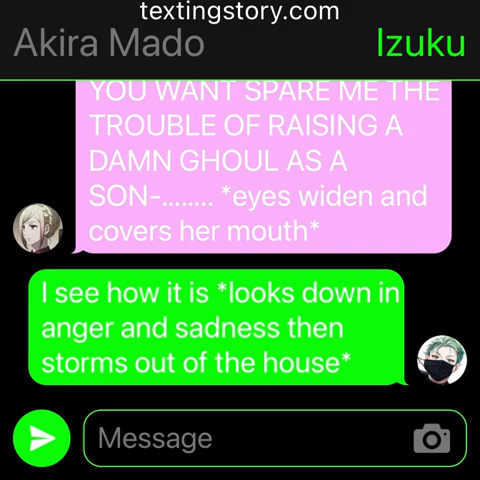 textingstory.com
Akira Mado
Izuku
YOU WANT SPARE ME THE
TROUBLE OF RAISING A
DAMN GHOUL AS A
SON-........ *eyes widen and
covers her mouth*
I see how it is *looks down in
anger and sadness then
storms out of the house*
Message